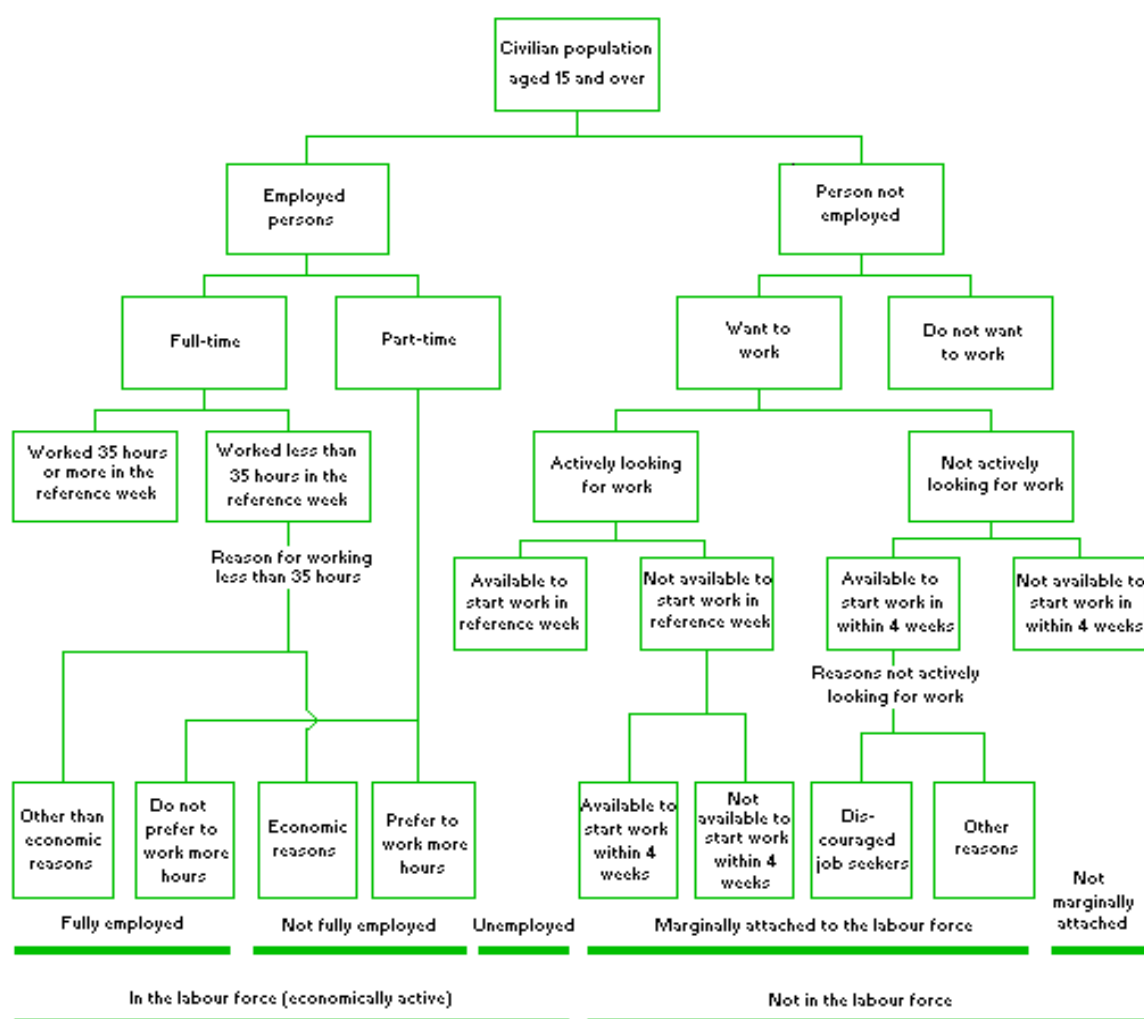 Civilian population
aged 15 and over
Employed
persons
Person not
employed
Full-time
Part-time
Want to
work
Do not want
to work
Worked 35 hours
or more in the
reference week
Worked less than
35 hours in the
reference week
Actively looking
for work
Not actively
looking for work
Reason for working
less than 35 hours
Available to
start work in
reference week
Not available to
start work in
reference week
Available to
start work in
within 4 weeks
Not available to
start work in
within 4 weeks
Reasons not actively
looking for work
Other than
economic
reasons
Do not
prefer to
work more
hours
Economic
reasons
Prefer to
work more
hours
Available to
start work
within 4
weeks
Not
available to
start work
within 4
weeks
Dis-
couraged
job seekers
Other
reasons
Fully employed
Not fully employed
Unemployed
Marginally attached to the labour force
Not
marginally
attached
In the labour force (economically active)
Not in the labour force